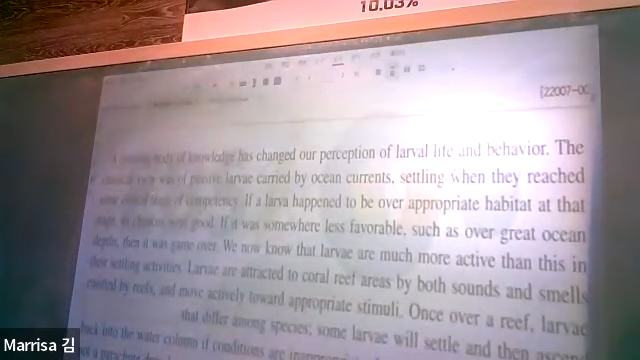 10.03%
[22007-00
A growing body of knowledge has changed our perception of larval life and behavior. The
classical view was of passive larvae carried by ocean currents, settling when they reached
some critical stage of competency. If a larva happened to be over appropriate habitat at that
stage, its chances were good. If it was somewhere less favorable, such as over great ocean
depths, then it was game over. We now know that larvae are much more active than this in
their settling activities. Larvae are attracted to coral reef areas by both sounds and smells
emitted by reefs, and move actively toward appropriate stimuli. Once over a reef, larvae
that differ among species; some larvae will settle and then
back into the water column if conditions are
Marrisa 김